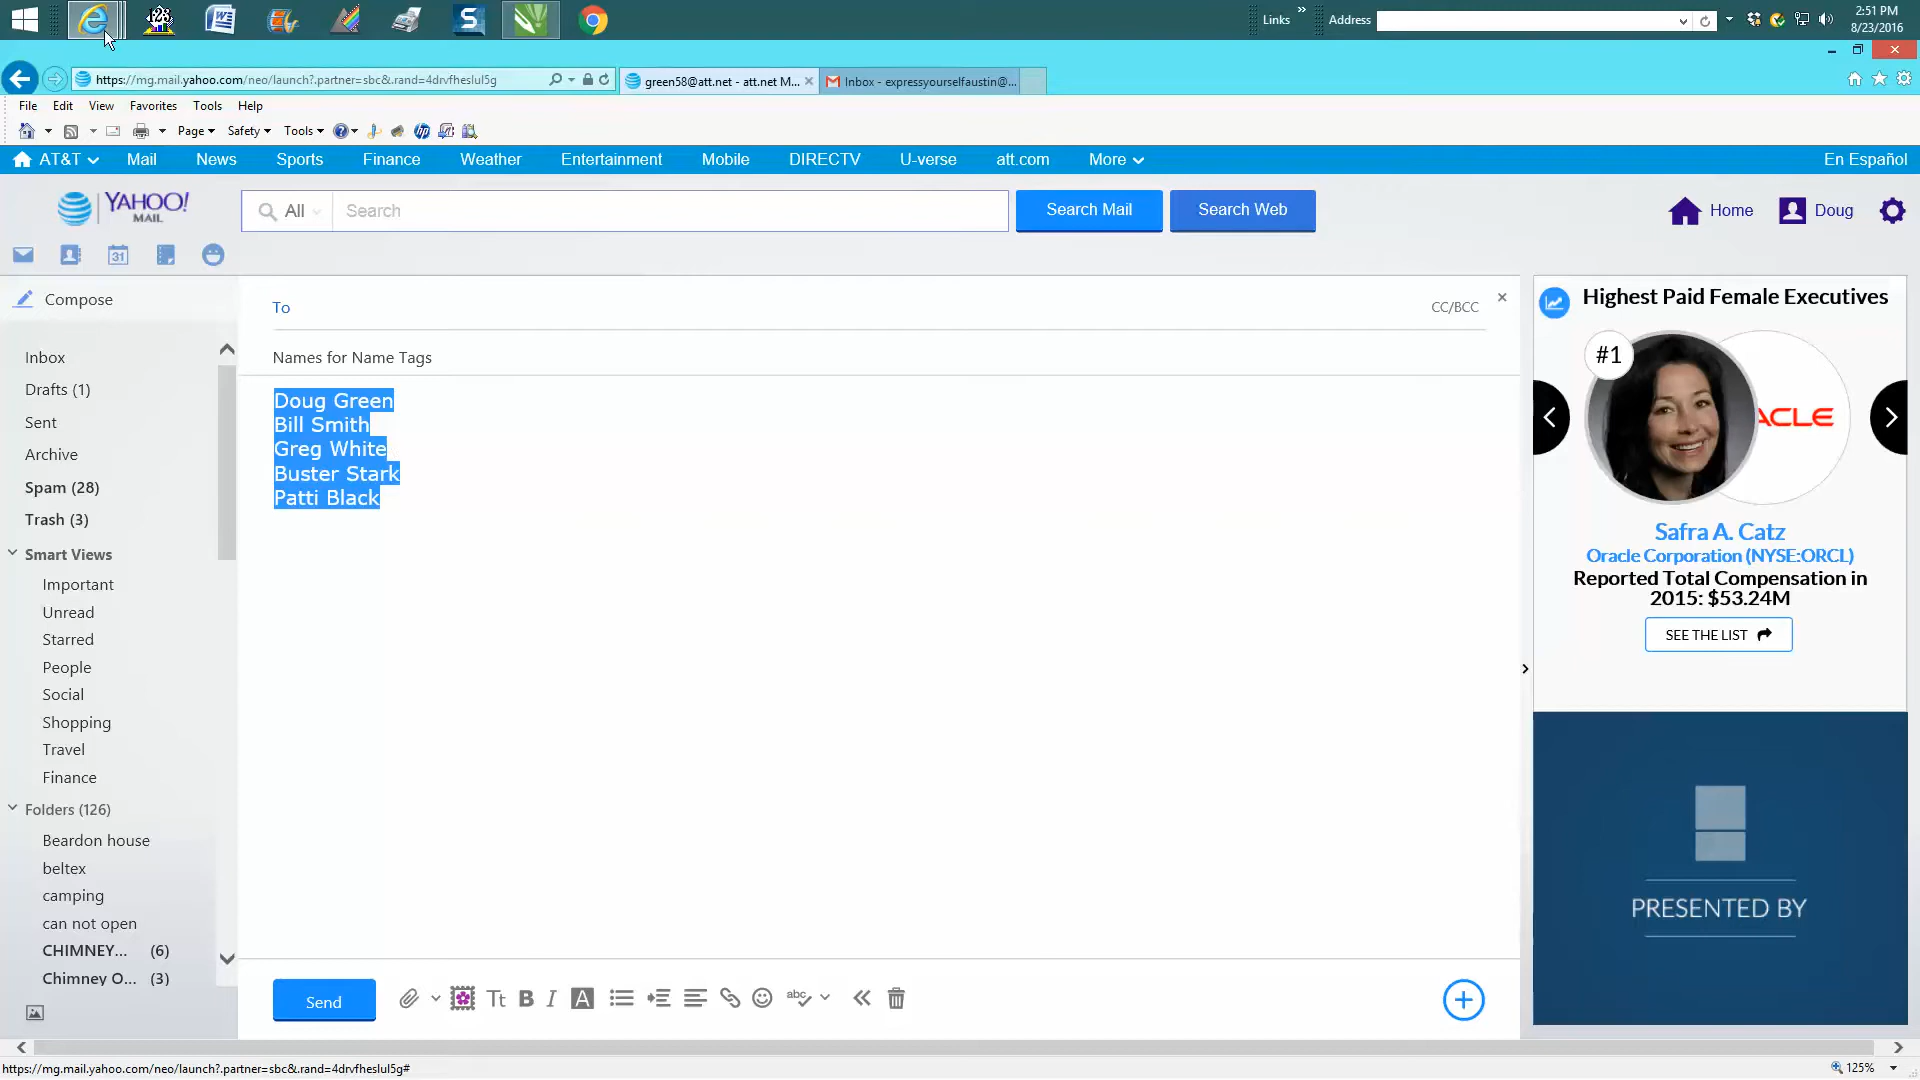 Links
Address
2:51 PM
8/23/2016
https://mg.mail.yahoo.com/neo/launch?.partner=sbc&.rand=4drvfheslul5g
green58@att.net - att.net M...
Inbox - expressyourselfaustin@...
File Edit View Favorites Tools Help
Page Safety Tools
AT&T Mail News Sports Finance Weather Entertainment Mobile DIRECTV U-verse att.com More En Español
YAHOO!
MAIL
All Search Search Mail Search Web Home Doug
31
Compose
Inbox
Drafts (1)
Sent
Archive
Spam (28)
Trash (3)
Smart Views
Important
Unread
Starred
People
Social
Shopping
Travel
Finance
Folders (126)
Beardon house
beltex
camping
can not open
CHIMNEY... (6)
Chimney O... (3)
To CC/BCC
Names for Name Tags
Doug Green
Bill Smith
Greg White
Buster Stark
Patti Black
Send Tt B I A abc
Highest Paid Female Executives
#1
ACLE
Safra A. Catz
Oracle Corporation (NYSE:ORCL)
Reported Total Compensation in
2015: $53.24M
SEE THE LIST
PRESENTED BY
https://mg.mail.yahoo.com/neo/launch?.partner=sbc&.rand=4drvfheslul5g#
125%